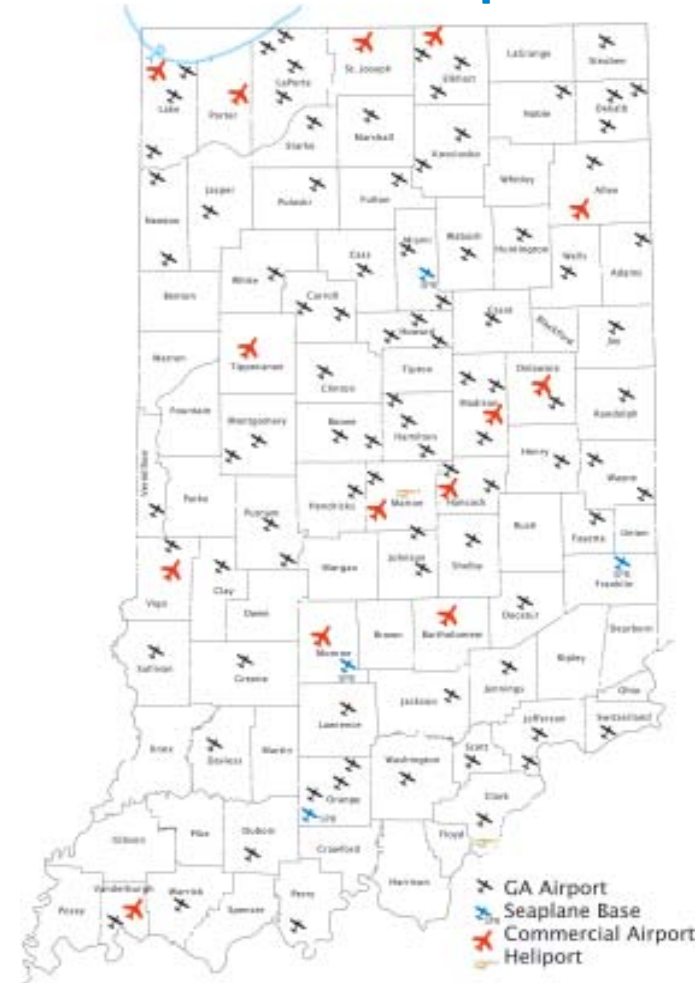 LaGrange
Steuben
St. Joseph
Elkhart
LaPorte
Lake
Porter
Noble
DeKalb
Starke
Marshall
Kosciusko
Whitley
Allen
Jasper
Pulaski
Fulton
Newton
Miami
Wabash
Huntington
Wells
Adams
White
Cass
SPB
Benton
Carroll
Grant
Blackford
Jay
Howard
Warren
Tippecanoe
Tipton
Delaware
Clinton
Madison
Randolph
Fountain
Montgomery
Boone
Hamilton
Henry
Wayne
Parke
Putnam
Hendricks
Marion
Hancock
Rush
Fayette
Union
Johnson
Shelby
SPB
Franklin
Vigo
Clay
Morgan
Owen
Decatur
Dearborn
Monroe
Brown
Bartholomew
Ripley
SPB
Sullivan
Greene
Jennings
Ohio
Jackson
Switzerland
Lawrence
Jefferson
Knox
Daviess
Martin
Washington
Scott
Orange
Clark
SPB
Gibson
Pike
Dubois
Crawford
Floyd
Harrison
Vanderburgh
Warrick
Perry
Posey
Spencer
GA Airport
Seaplane Base
SPB
Commercial Airport
Heliport